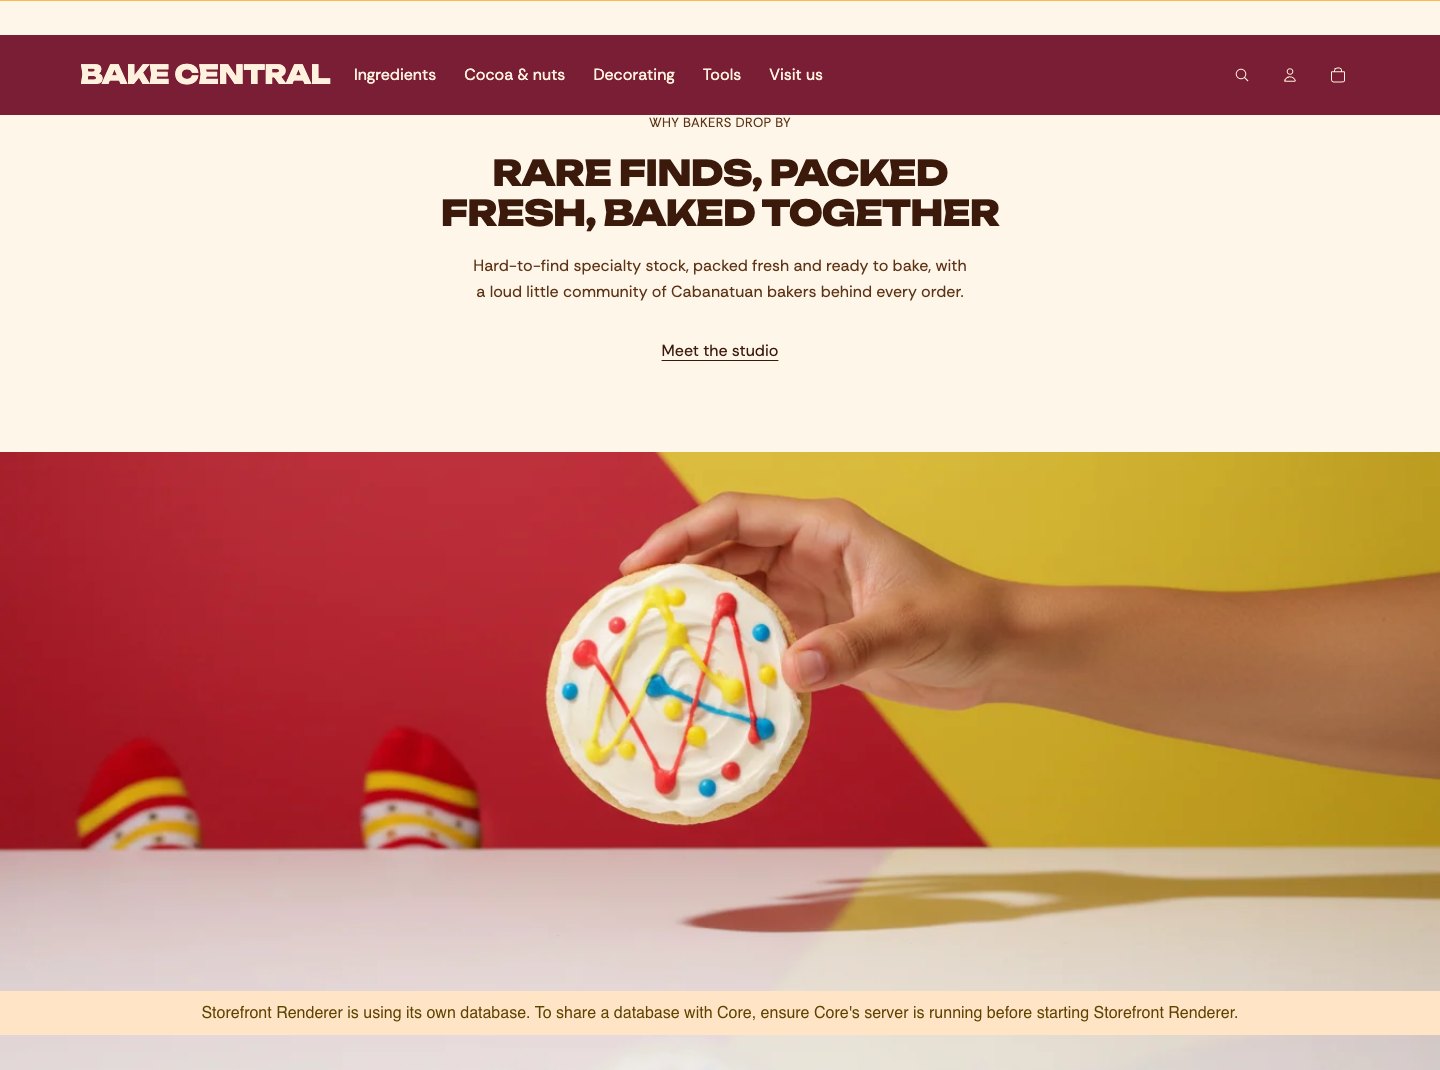 BAKE CENTRAL
Ingredients
Cocoa & nuts
Decorating
Tools
Visit us
WHY BAKERS DROP BY
RARE FINDS, PACKED
FRESH, BAKED TOGETHER
Hard-to-find specialty stock, packed fresh and ready to bake, with
a loud little community of Cabanatuan bakers behind every order.
Meet the studio
Storefront Renderer is using its own database. To share a database with Core, ensure Core's server is running before starting Storefront Renderer.